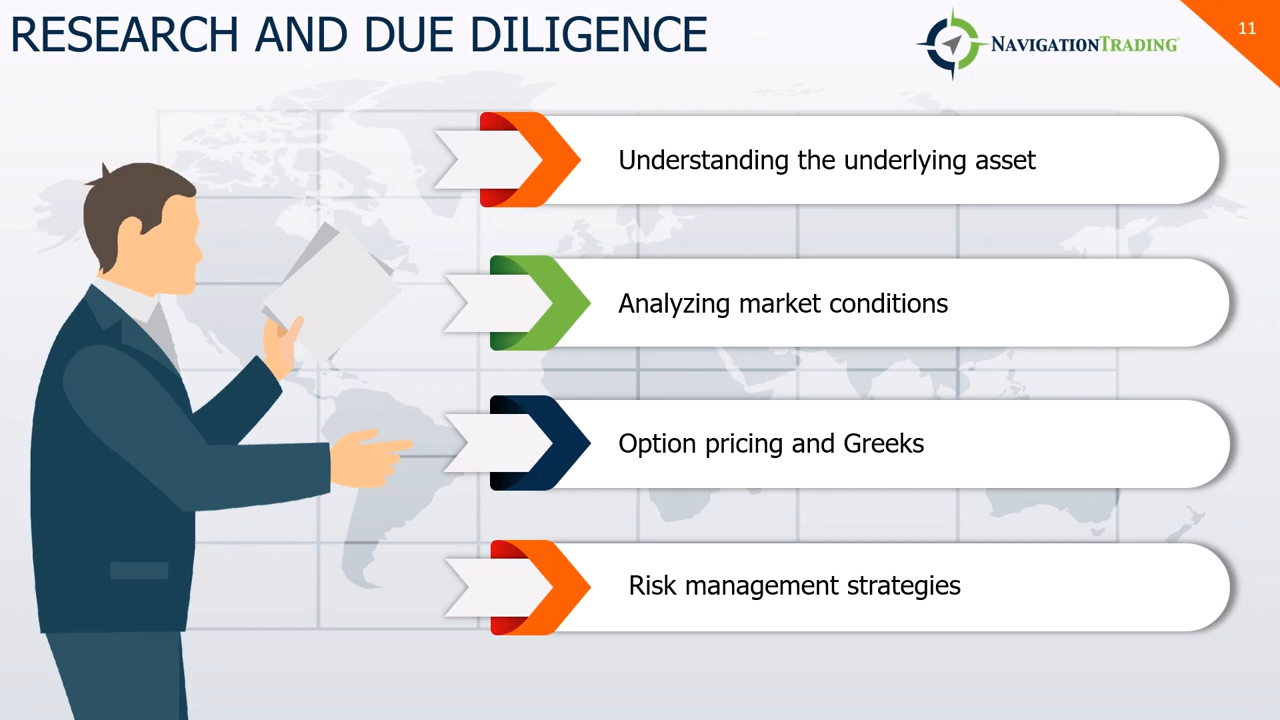 RESEARCH AND DUE DILIGENCE
NAVIGATIONTRADING®
11
Understanding the underlying asset
Analyzing market conditions
Option pricing and Greeks
Risk management strategies